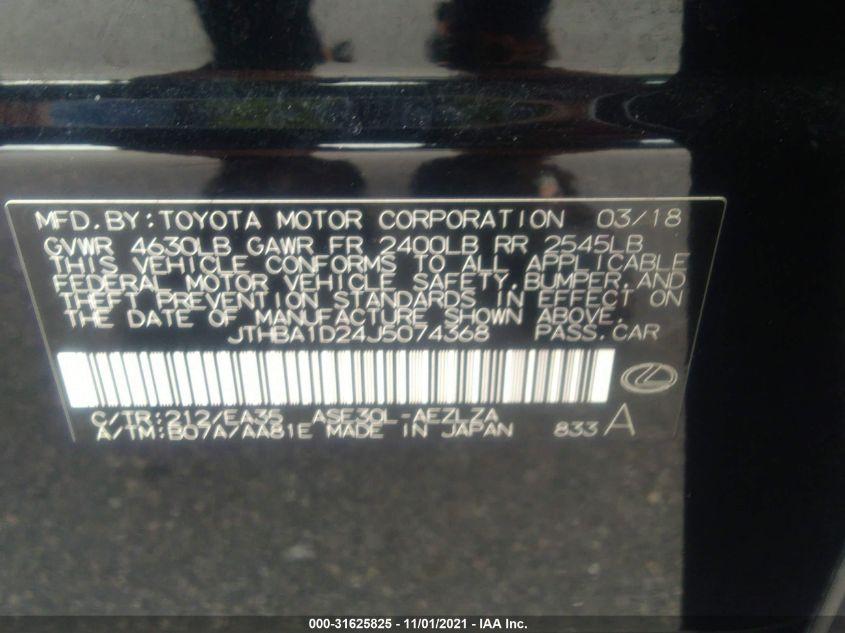 MFD.BY:TOYOTA MOTOR CORPORATION 03/18
GVWR 4630LB GAWR FR 2400LB RR 2545LB
THIS VEHICLE CONFORMS TO ALL APPLICABLE
FEDERAL MOTOR VEHICLE SAFETY,BUMPER,AND
THEFT PREVENTION STANDARDS IN EFFECT ON
THE DATE OF MANUFACTURE SHOWN ABOVE.
JTHBA1D24J5074368 PASS.CAR
C/TR:212/EA35 ASE30L-AEZLZA
A/TM:B07A/AA81E MADE IN JAPAN 833 A
000-31625825 - 11/01/2021 - IAA Inc.